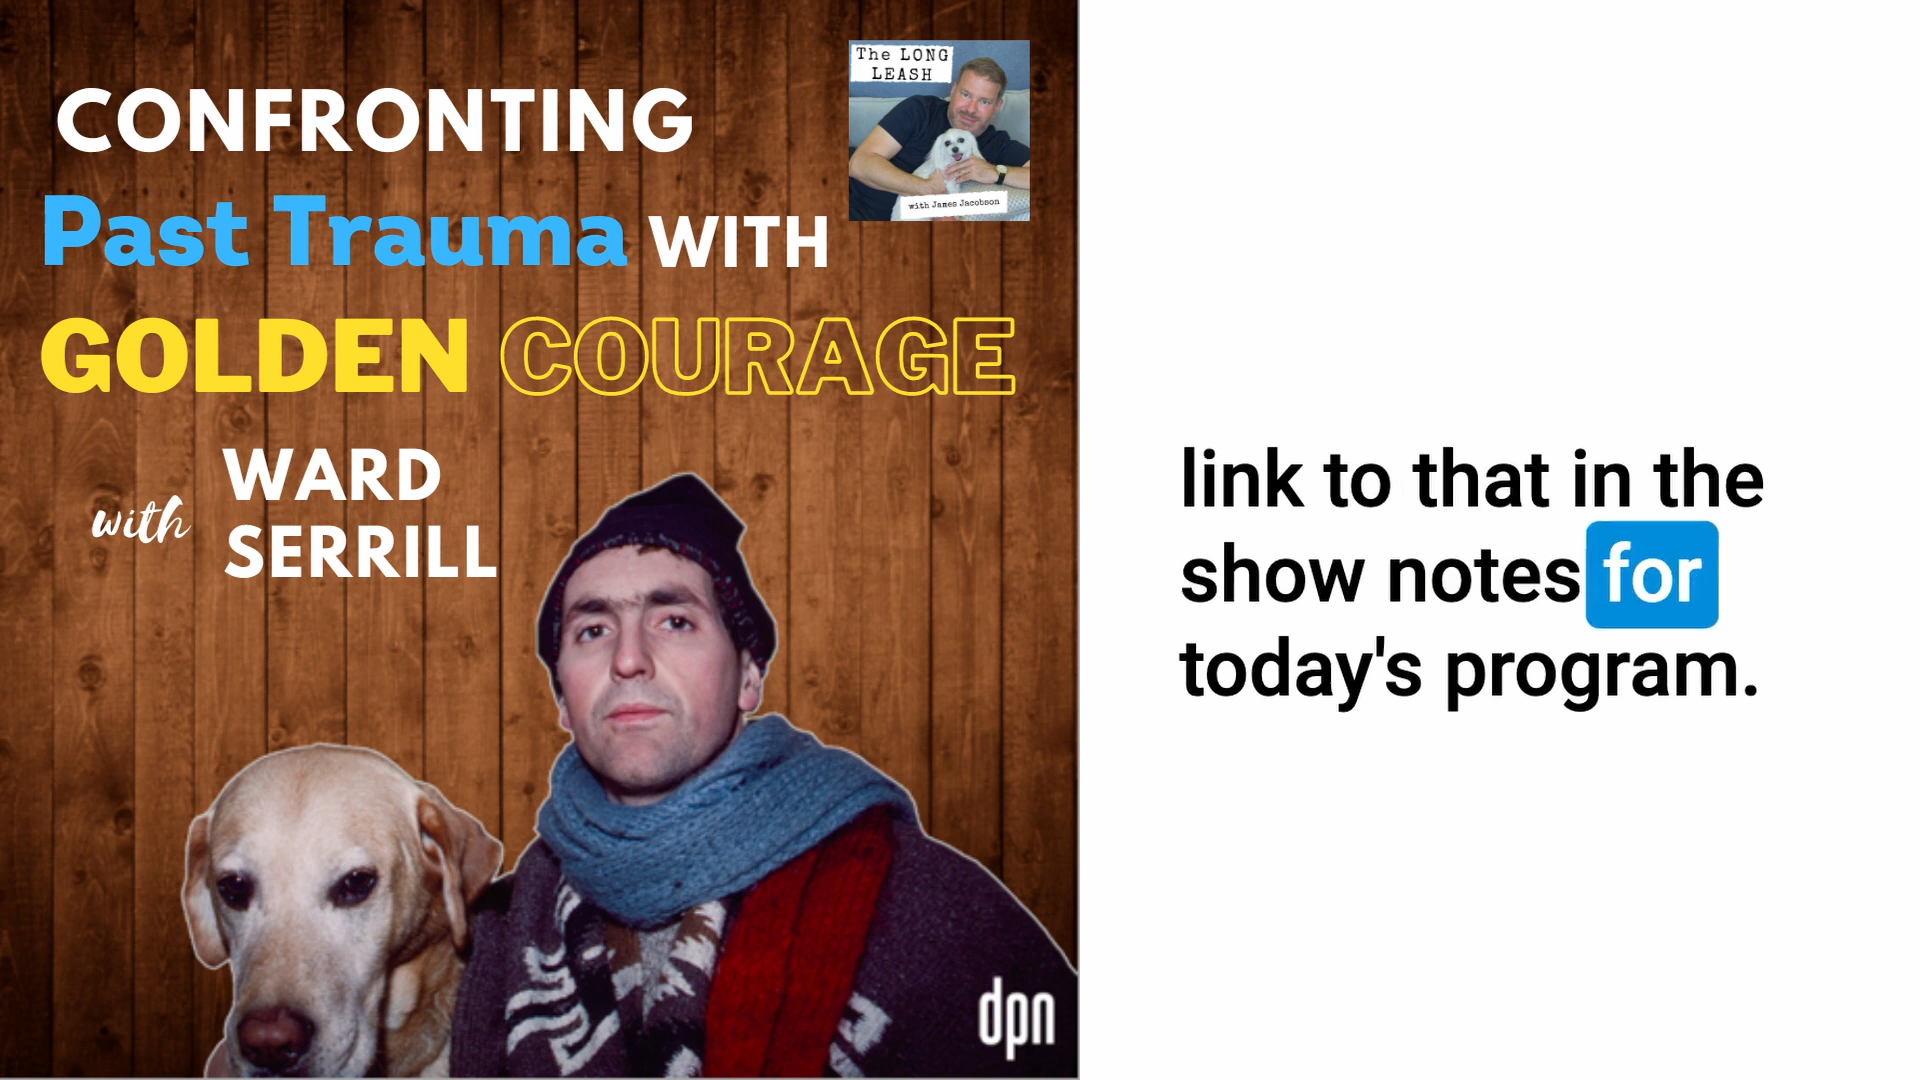 The LONG
LEASH
with James Jacobson
CONFRONTING
Past Trauma WITH
GOLDEN COURAGE
with WARD
SERRILL
dpn
link to that in the
show notes for
today's program.